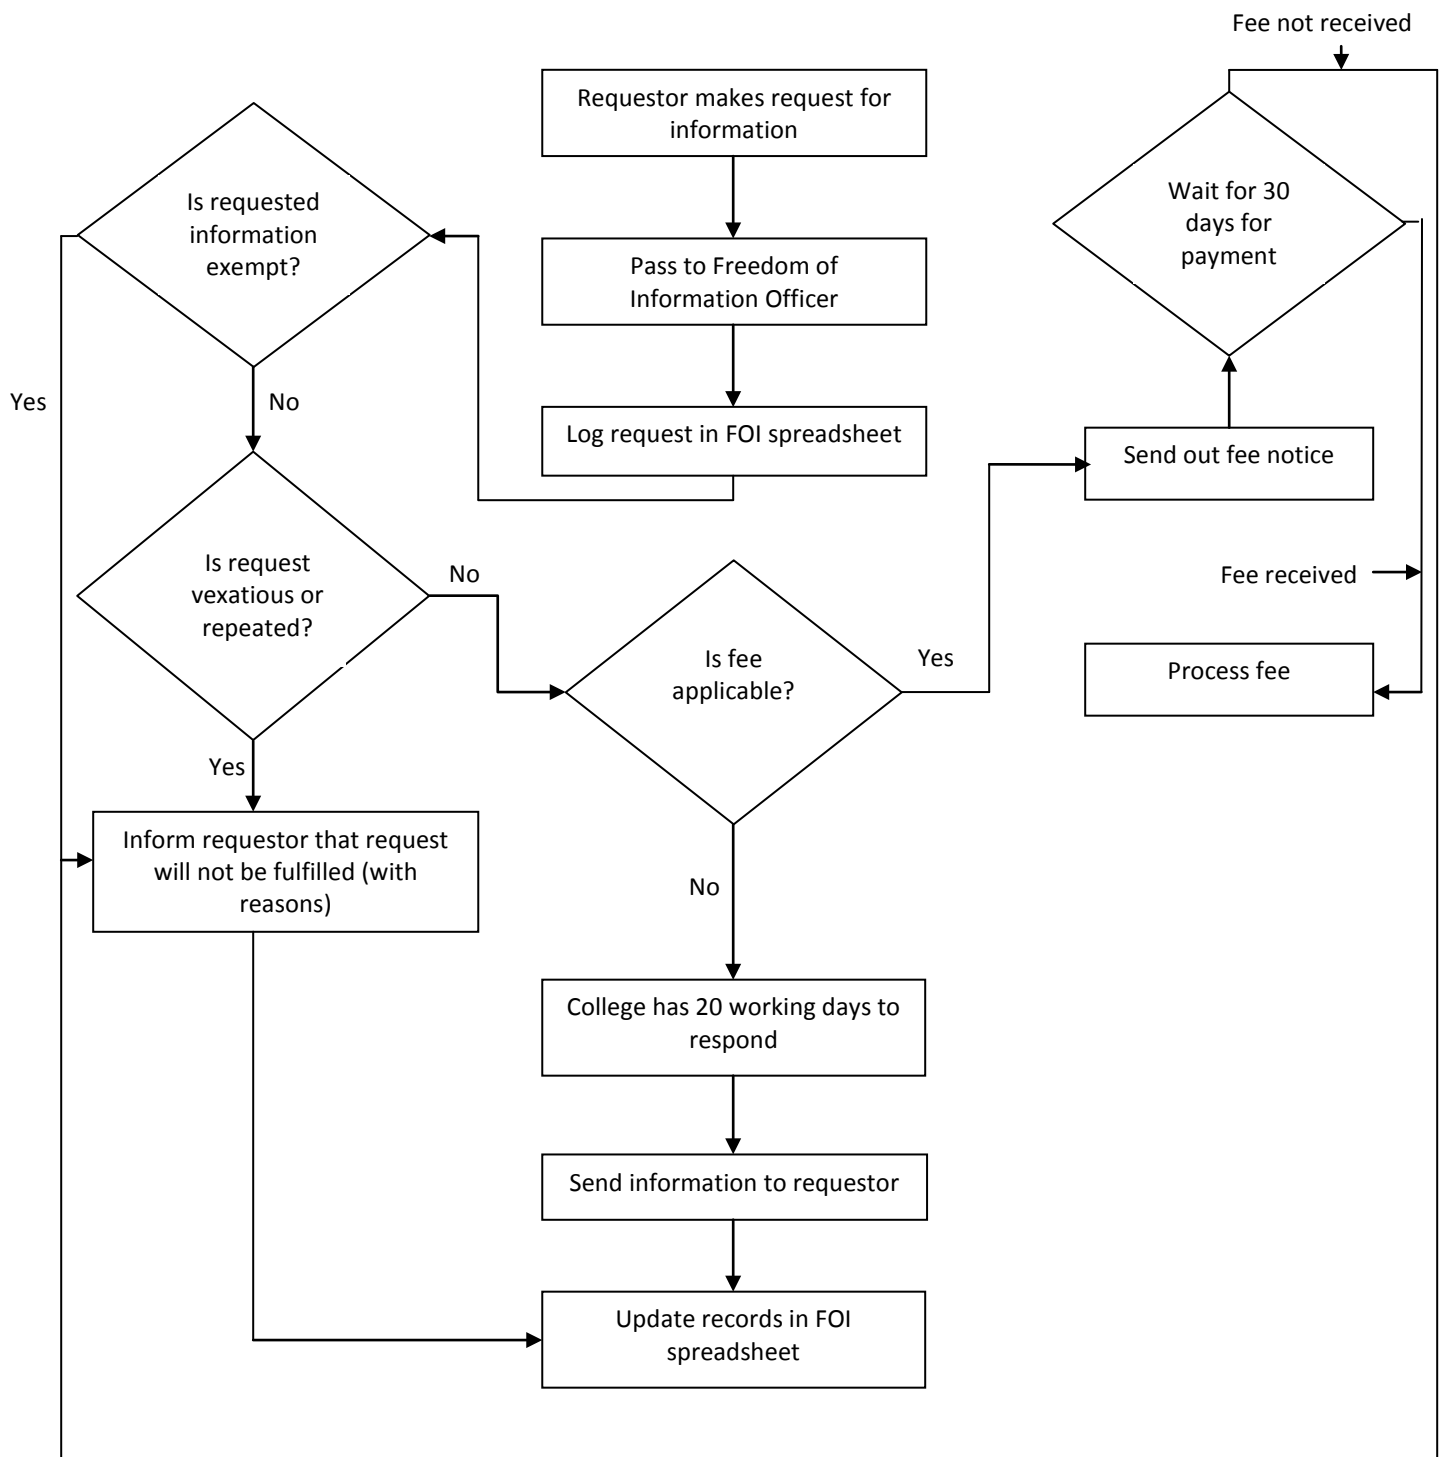 Fee not received
Requestor makes request for
information
Is requested
information
exempt?
Wait for 30
days for
payment
Pass to Freedom of
Information Officer
Yes
No
Log request in FOI spreadsheet
Send out fee notice
Is request
vexatious or
repeated?
No
Fee received
Is fee
applicable?
Yes
Process fee
Yes
Inform requestor that request
will not be fulfilled (with
reasons)
No
College has 20 working days to
respond
Send information to requestor
Update records in FOI
spreadsheet